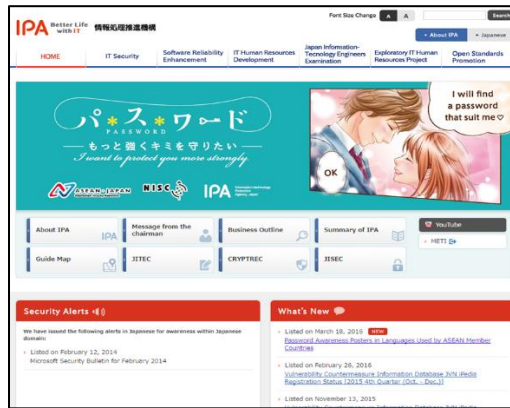 Font Size Change A A Search
IPA Better Life with IT 情報処理推進機構
About IPA Japanese
HOME
IT Security
Software Reliability Enhancement
IT Human Resources Development
Japan Information-Tecnology Engineers Examination
Exploratory IT Human Resources Project
Open Standards Promotion
パ*ス*ワード
PASSWORD
もっと強くキミを守りたい
I want to protect you more strongly.
ASEAN-JAPAN NISC IPA
I will find
a password
that suit me♡
OK
About IPA
Message from the chairman
Business Outline
Summary of IPA
YouTube
METI
Guide Map
JITEC
CRYPTREC
JISEC
Security Alerts
We have issued the following alerts in Japanese for awareness within Japanese
domain:
Listed on February 12, 2014
Microsoft Security Bulletin for February 2014
What's New
Listed on March 18, 2016 NEW
Password Awareness Posters in Languages Used by ASEAN Member
Countries
Listed on February 26, 2016
Vulnerability Countermeasure Information Database JVN iPedia
Registration Status [2015 4th Quarter (Oct. - Dec.)]
Listed on November 13, 2015